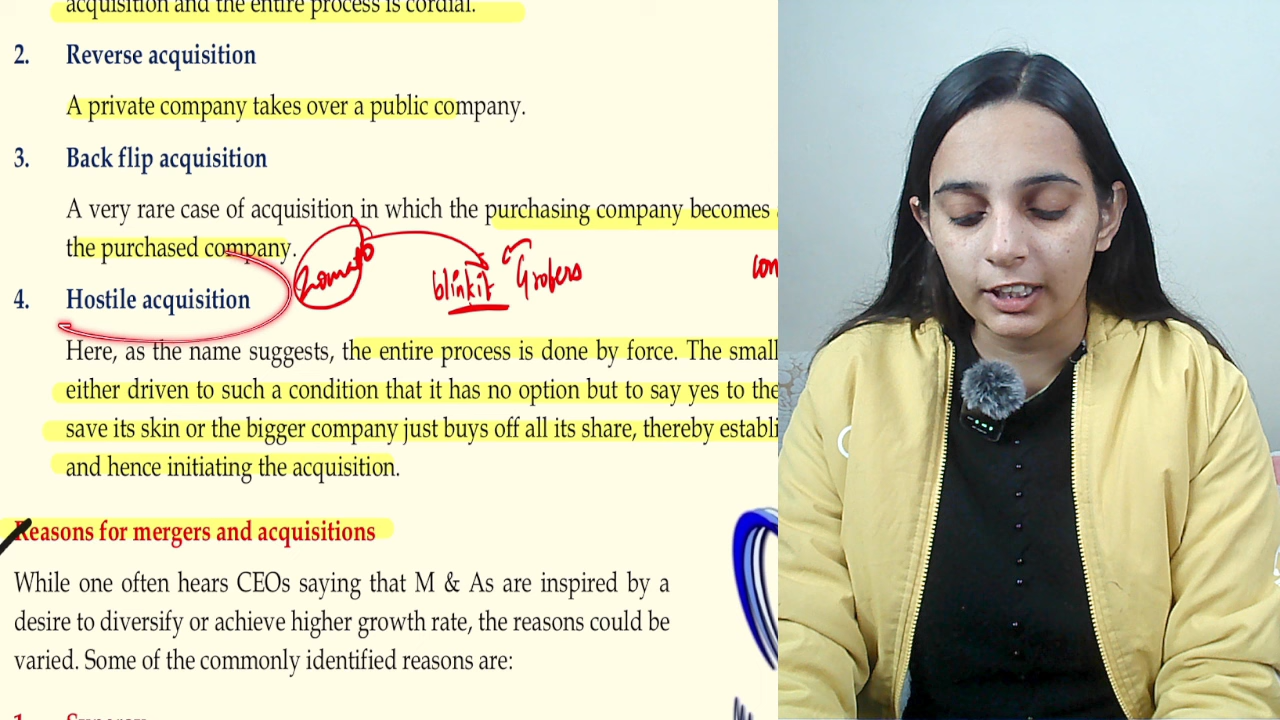 acquisition and the entire process is cordial.
2. Reverse acquisition
A private company takes over a public company.
3. Back flip acquisition
A very rare case of acquisition in which the purchasing company becomes
the purchased company.
zomato
blinkit Grofers
con
4. Hostile acquisition
Here, as the name suggests, the entire process is done by force. The small
either driven to such a condition that it has no option but to say yes to the
save its skin or the bigger company just buys off all its share, thereby establi
and hence initiating the acquisition.
Reasons for mergers and acquisitions
While one often hears CEOs saying that M & As are inspired by a
desire to diversify or achieve higher growth rate, the reasons could be
varied. Some of the commonly identified reasons are:
1. Synergy